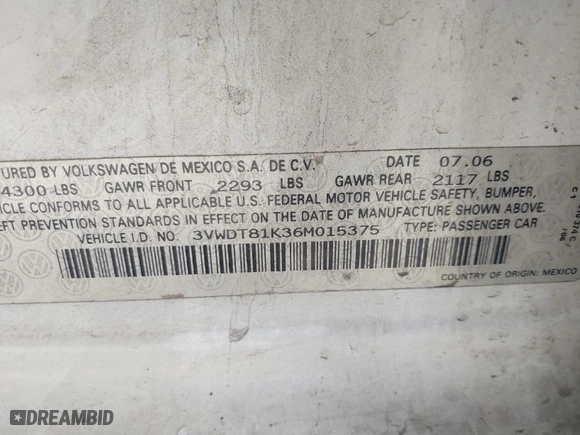 URED BY VOLKSWAGEN DE MEXICO S.A. DE C.V. DATE 07.06
4300 LBS GAWR FRONT 2293 LBS GAWR REAR 2117 LBS
ICLE CONFORMS TO ALL APPLICABLE U.S. FEDERAL MOTOR VEHICLE SAFETY, BUMPER,
EFT PREVENTION STANDARDS IN EFFECT ON THE DATE OF MANUFACTURE SHOWN ABOVE.
VEHICLE I.D. NO. 3VWDT81K36M015375 TYPE: PASSENGER CAR
COUNTRY OF ORIGIN: MEXICO
DREAMBID